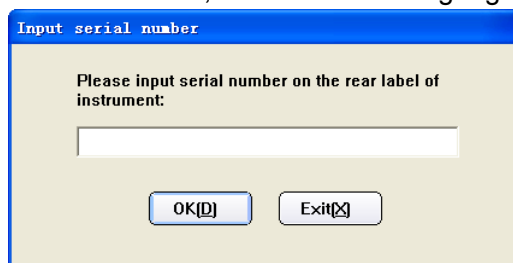 Input serial number
Please input serial number on the rear label of
instrument:
OK(D)
Exit(X)